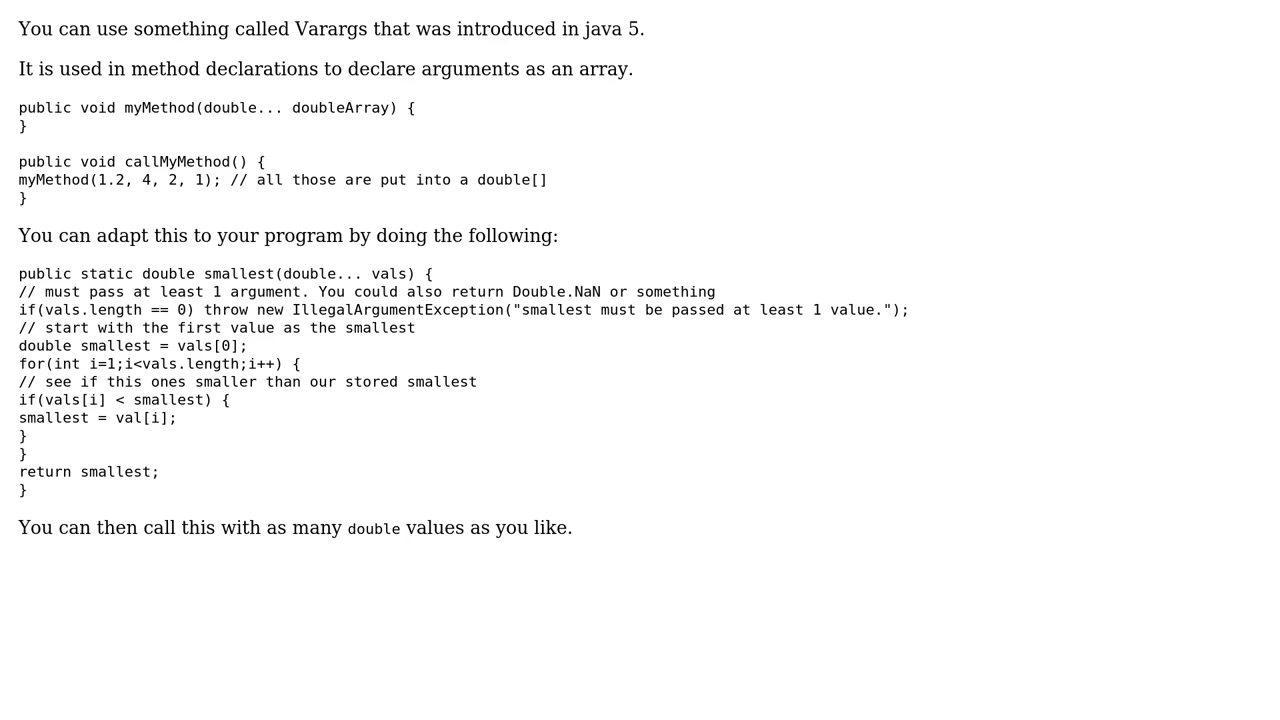 You can use something called Varargs that was introduced in java 5.
It is used in method declarations to declare arguments as an array.
public void myMethod(double... doubleArray) {
}
public void callMyMethod() {
myMethod(1.2, 4, 2, 1); // all those are put into a double[]
}
You can adapt this to your program by doing the following:
public static double smallest(double... vals) {
// must pass at least 1 argument. You could also return Double.NaN or something
if(vals.length == 0) throw new IllegalArgumentException("smallest must be passed at least 1 value.");
// start with the first value as the smallest
double smallest = vals[0];
for(int i=1;i<vals.length;i++) {
// see if this ones smaller than our stored smallest
if(vals[i] < smallest) {
smallest = val[i];
}
}
return smallest;
}
You can then call this with as many double values as you like.